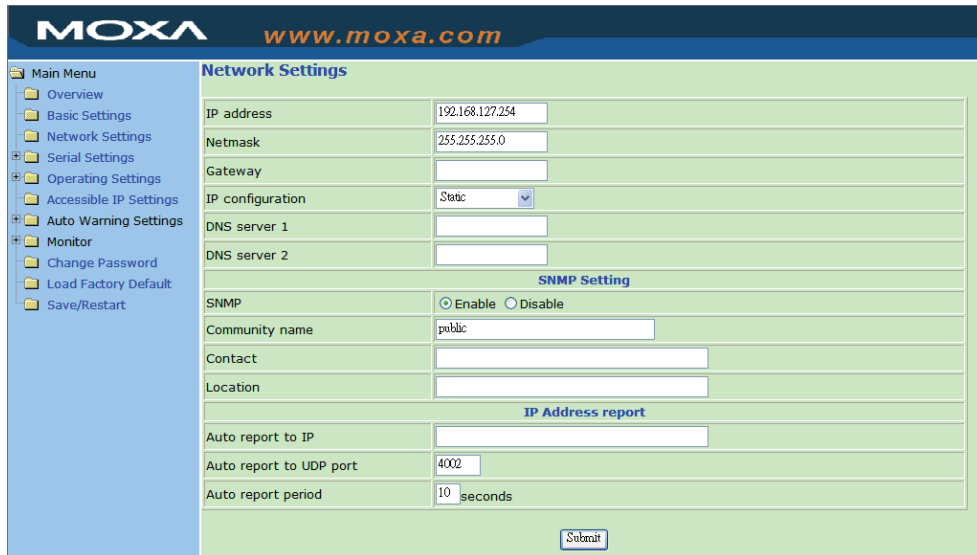 MOXA www.moxa.com
Main Menu
Overview
Basic Settings
Network Settings
Serial Settings
Operating Settings
Accessible IP Settings
Auto Warning Settings
Monitor
Change Password
Load Factory Default
Save/Restart
Network Settings
IP address 192.168.127.254
Netmask 255.255.255.0
Gateway
IP configuration Static
DNS server 1
DNS server 2
SNMP Setting
SNMP Enable Disable
Community name public
Contact
Location
IP Address report
Auto report to IP
Auto report to UDP port 4002
Auto report period 10 seconds
Submit